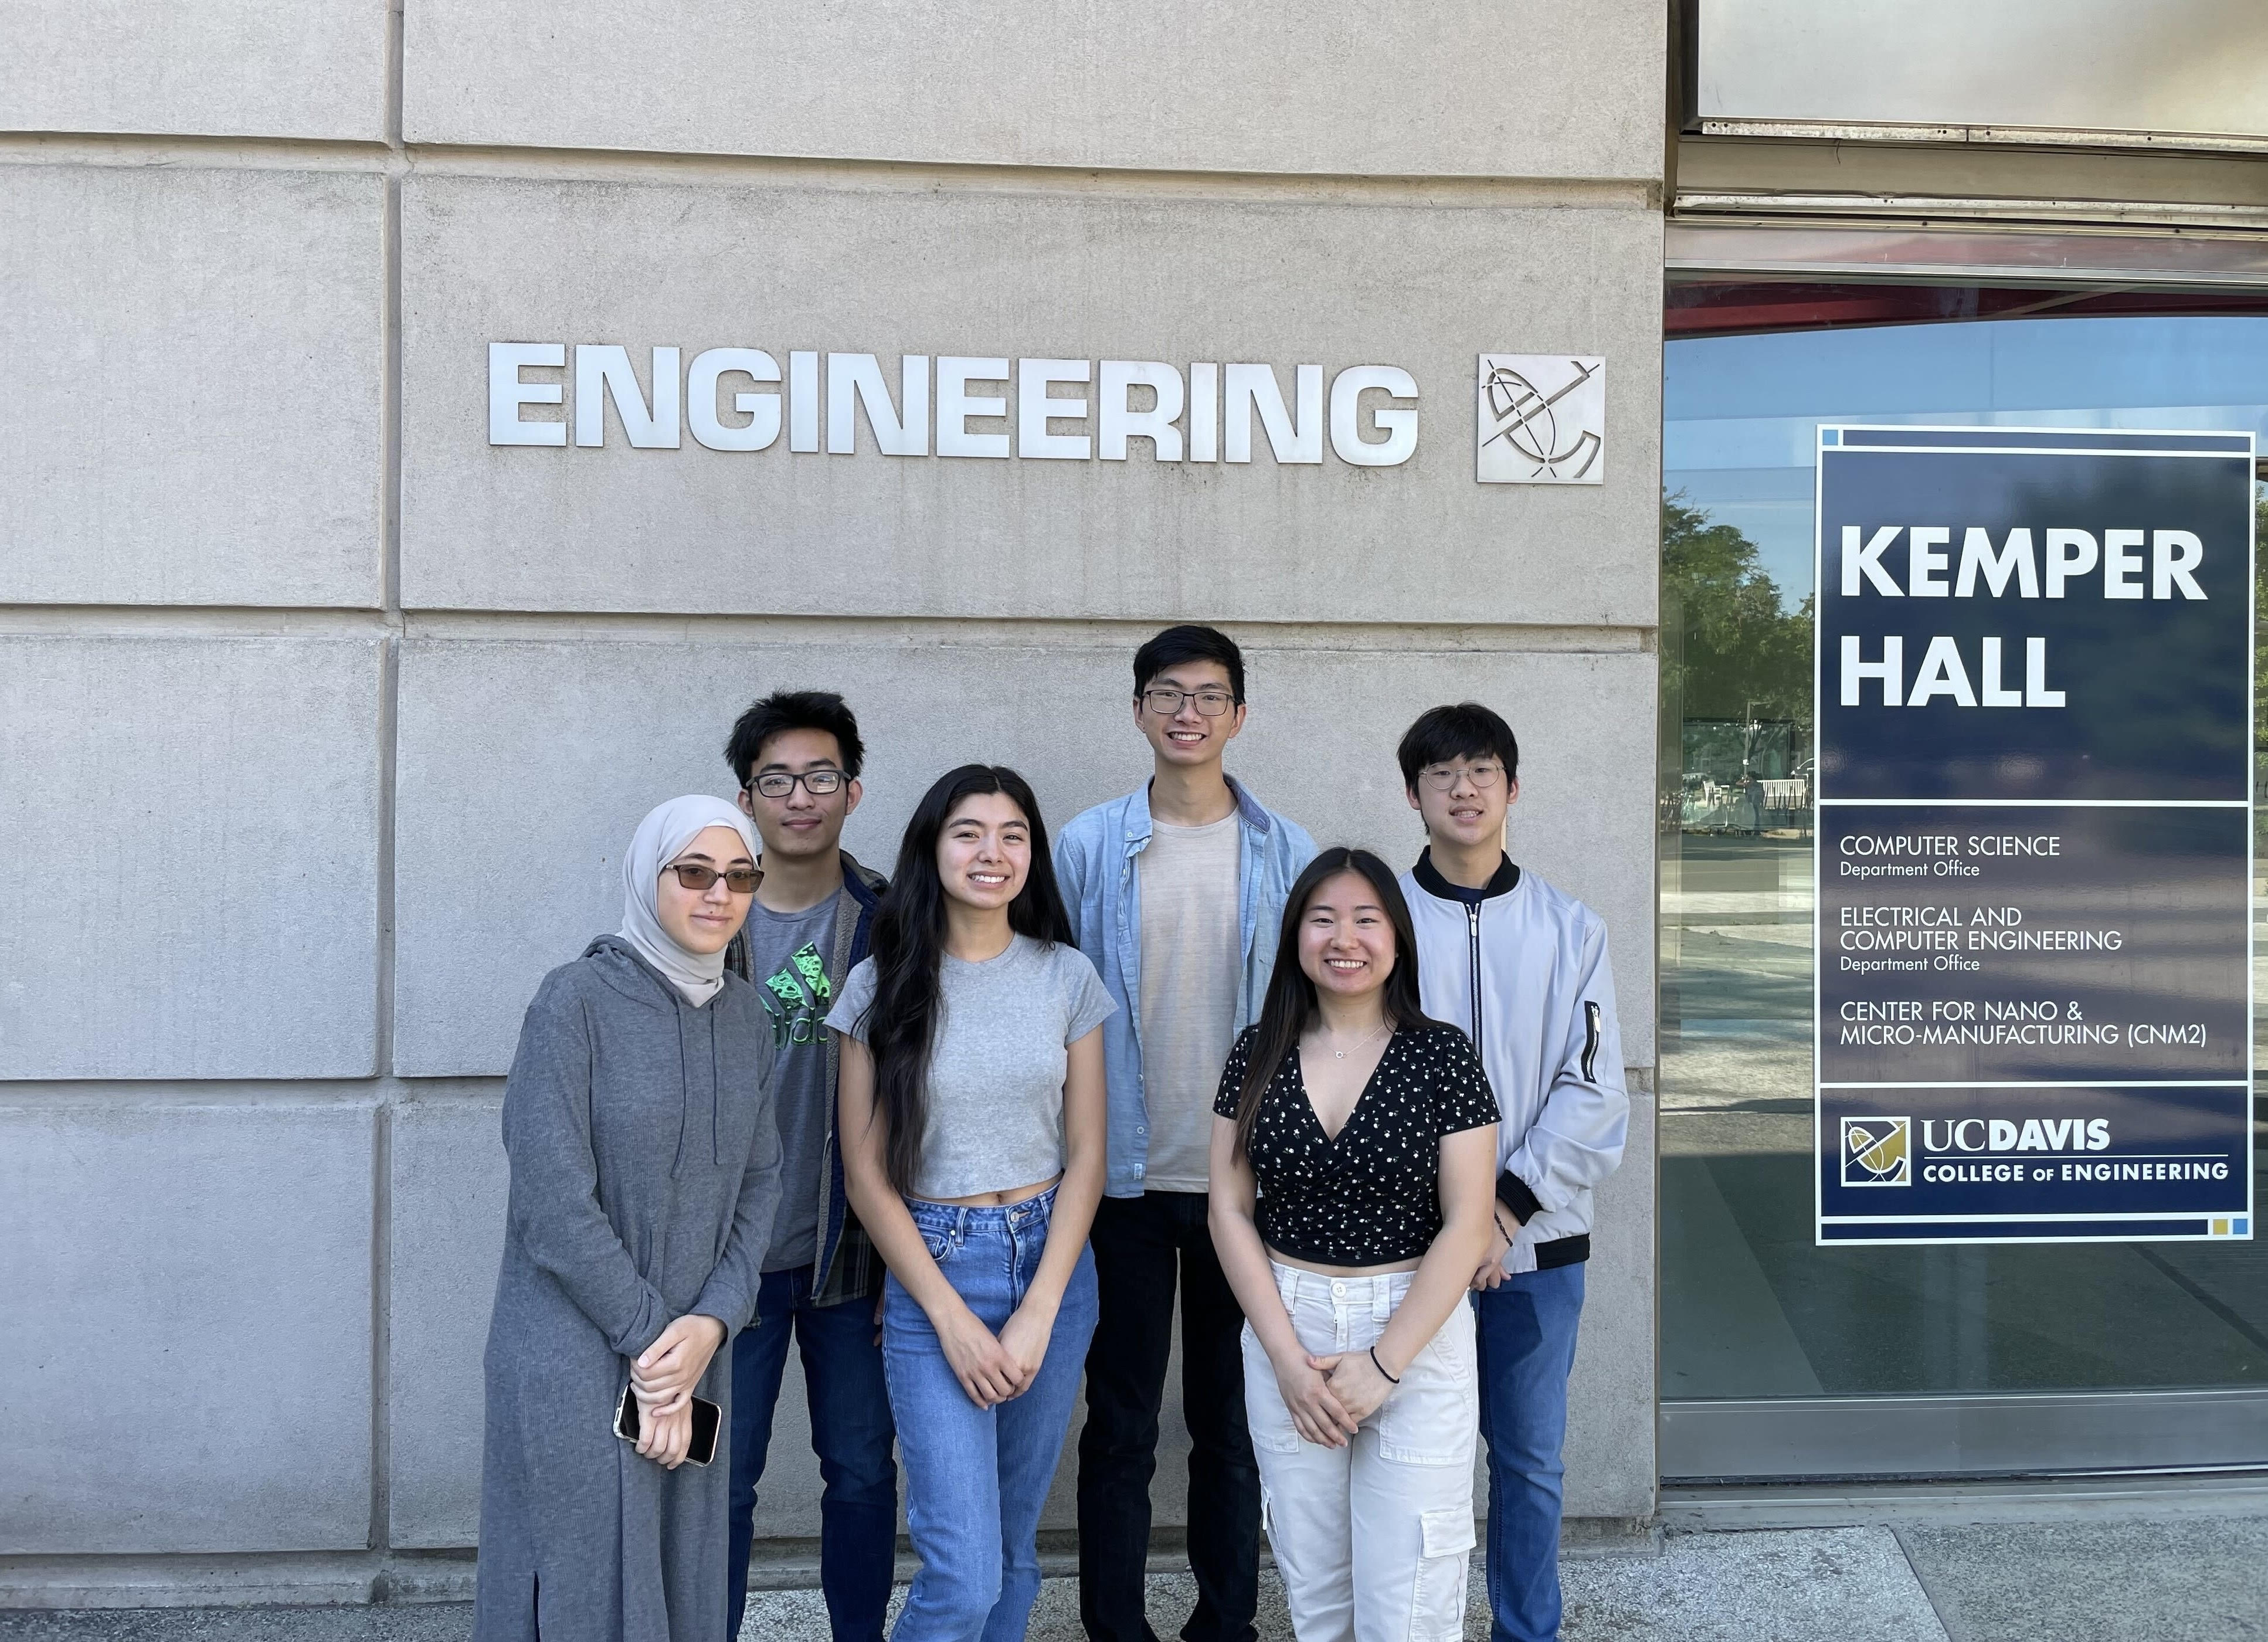 ENGINEERING
KEMPER
HALL
COMPUTER SCIENCE
Department Office
ELECTRICAL AND
COMPUTER ENGINEERING
Department Office
CENTER FOR NANO &
MICRO-MANUFACTURING (CNM2)
UCDAVIS
COLLEGE OF ENGINEERING